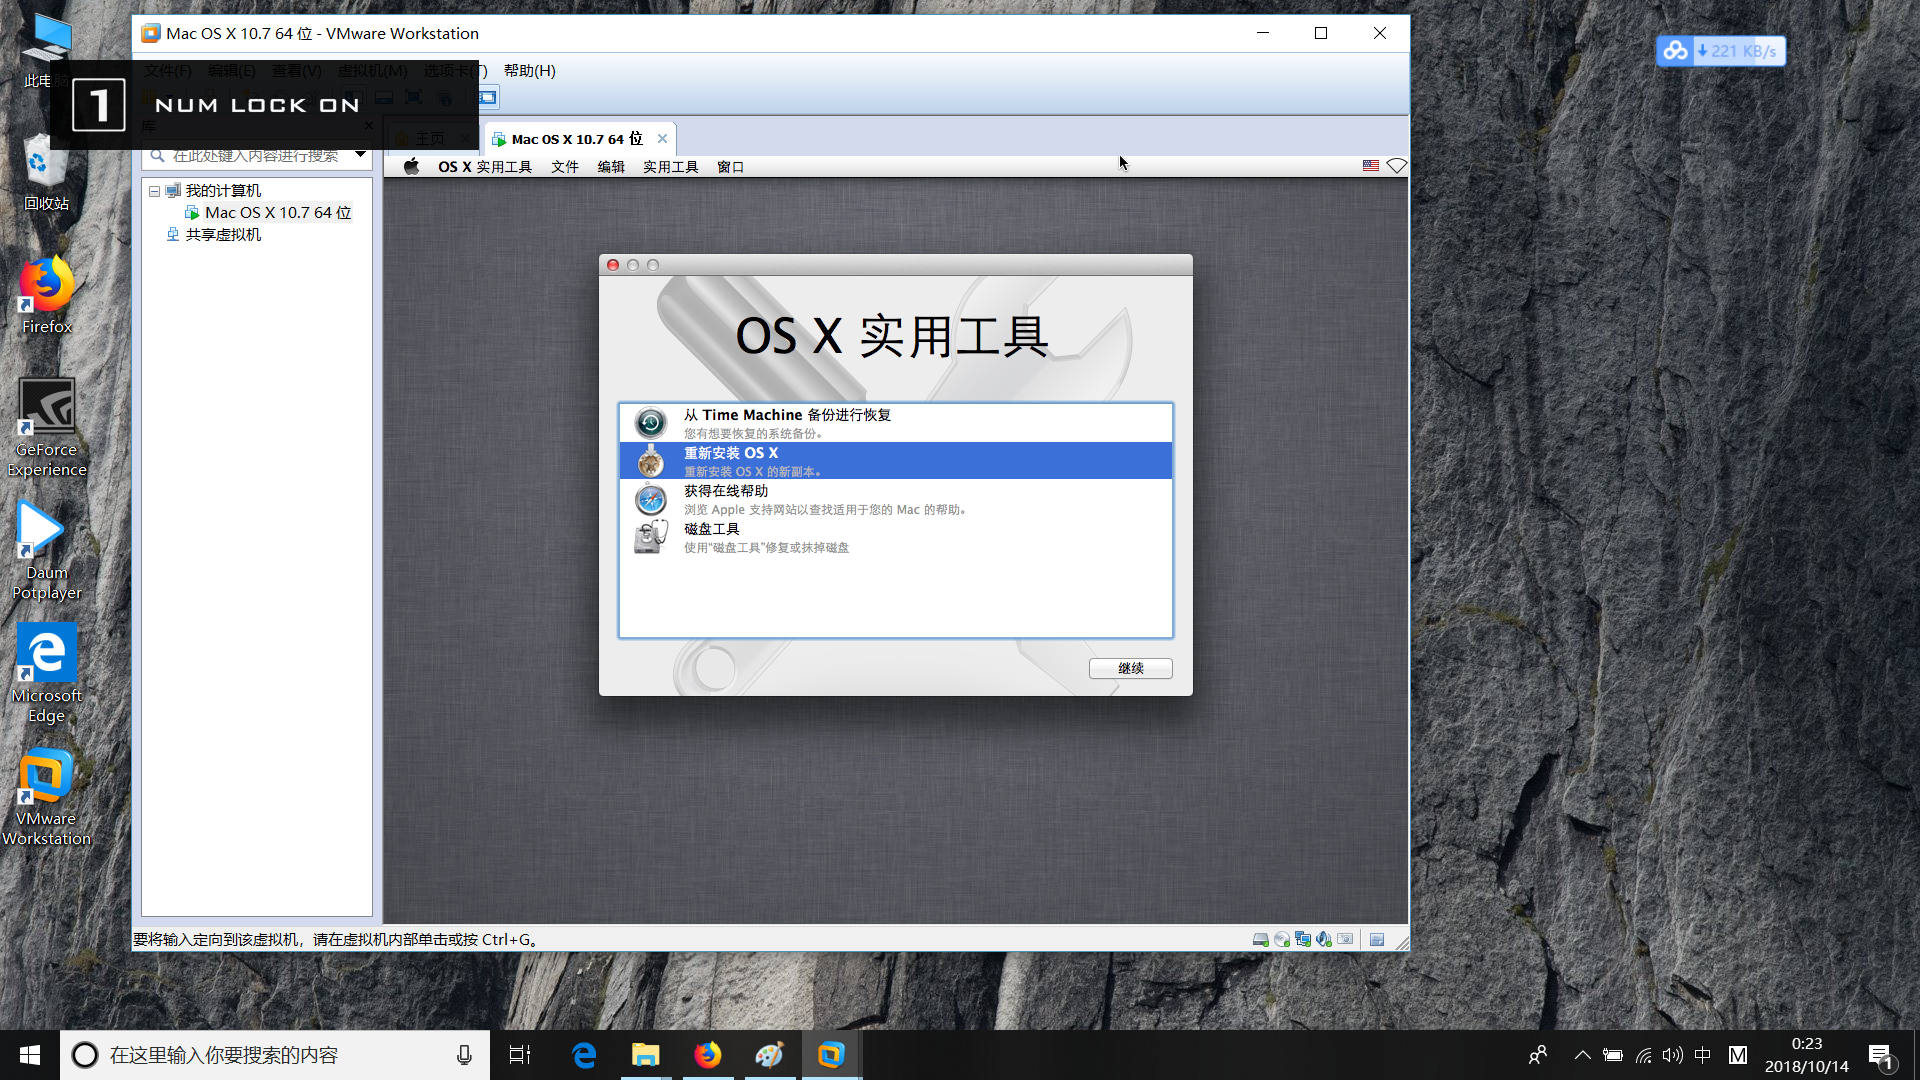 Mac OS X 10.7 64 位 - VMware Workstation
文件(F) 编辑(E) 查看(V) 虚拟机(M) 选项卡(T) 帮助(H)
1 NUM LOCK ON
库
主页
Mac OS X 10.7 64 位
在此处键入内容进行搜索
我的计算机
Mac OS X 10.7 64 位
共享虚拟机
OS X 实用工具 文件 编辑 实用工具 窗口
OS X 实用工具
从 Time Machine 备份进行恢复
您有想要恢复的系统备份。
重新安装 OS X
重新安装 OS X 的新副本。
获得在线帮助
浏览 Apple 支持网站以查找适用于您的 Mac 的帮助。
磁盘工具
使用“磁盘工具”修复或抹掉磁盘
继续
要将输入定向到该虚拟机，请在虚拟机内部单击或按 Ctrl+G。
221 KB/s
此电脑
回收站
Firefox
GeForce
Experience
Daum
Potplayer
Microsoft
Edge
VMware
Workstation
在这里输入你要搜索的内容
中
M
0:23
2018/10/14
1